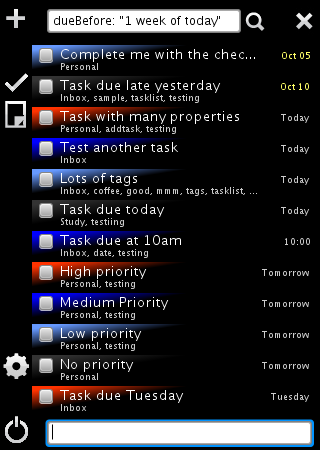 dueBefore: "1 week of today"
Complete me with the chec... Oct 05
Personal
Task due late yesterday Oct 10
Inbox, sample, tasklist, testing
Task with many properties Today
Personal, addtask, testing
Test another task Today
Inbox
Lots of tags Today
Inbox, coffee, good, mmm, tags, tasklist, ...
Task due today Today
Study, testiing
Task due at 10am 10:00
Inbox, date, testing
High priority Tomorrow
Personal, testing
Medium Priority Tomorrow
Personal, testing
Low priority Tomorrow
Personal, testing
No priority Tomorrow
Personal
Task due Tuesday Tuesday
Inbox